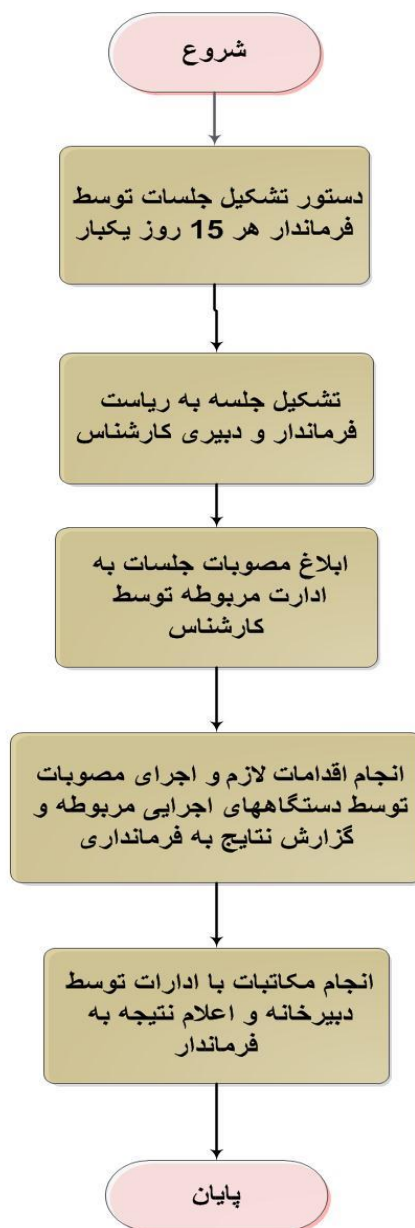 شروع
دستور تشکیل جلسات توسط
فرماندار هر 15 روز یکبار
تشکیل جلسه به ریاست
فرماندار و دبیری کارشناس
ابلاغ مصوبات جلسات به
ادارت مربوطه توسط
کارشناس
انجام اقدامات لازم و اجرای مصوبات
توسط دستگاههای اجرایی مربوطه و
گزارش نتایج به فرمانداری
انجام مکاتبات با ادارات توسط
دبیرخانه و اعلام نتیجه به
فرماندار
پایان